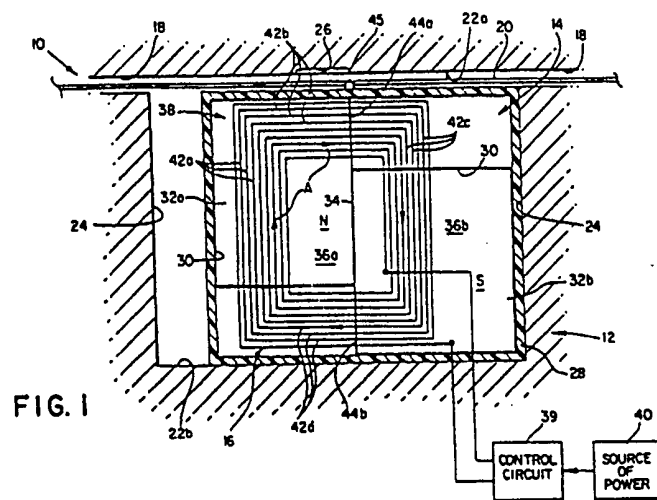 10
18
42b
26
45
44a
22a
20
14
18
38
42a
42c
A
32a
34
30
24
N
36a
36b
24
30
S
32b
12
28
22b
16
42d
44b
FIG. 1
39
40
CONTROL
CIRCUIT
SOURCE
OF
POWER